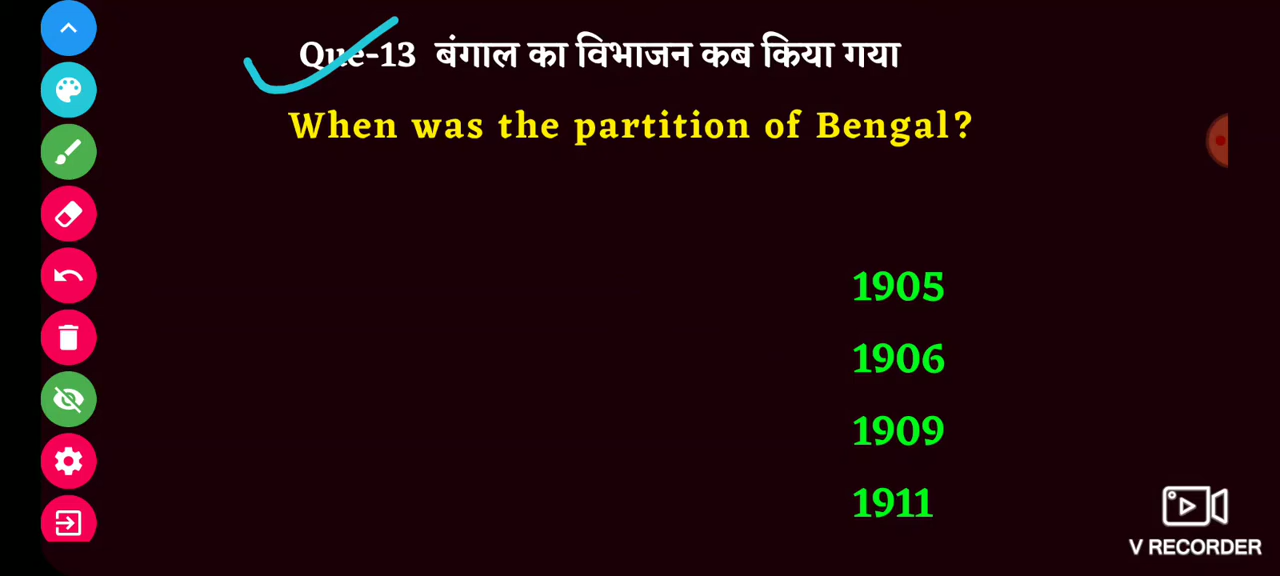 Que-13 बंगाल का विभाजन कब किया गया
When was the partition of Bengal?
1905
1906
1909
1911
V RECORDER